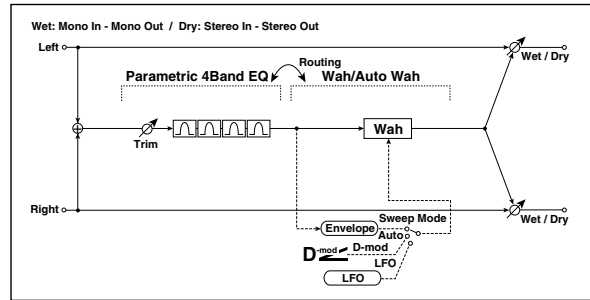 Wet: Mono In - Mono Out / Dry: Stereo In - Stereo Out
Left
Wet / Dry
Routing
Parametric 4Band EQ
Wah/Auto Wah
Trim
Wah
Right
Wet / Dry
Envelope
Sweep Mode
Auto
D-mod
D-mod
LFO
LFO